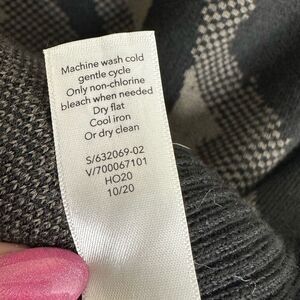 Machine wash cold
gentle cycle
Only non-chlorine
bleach when needed
Dry flat
Cool iron
Or dry clean
S/632069-02
V/700067101
HO20
10/20